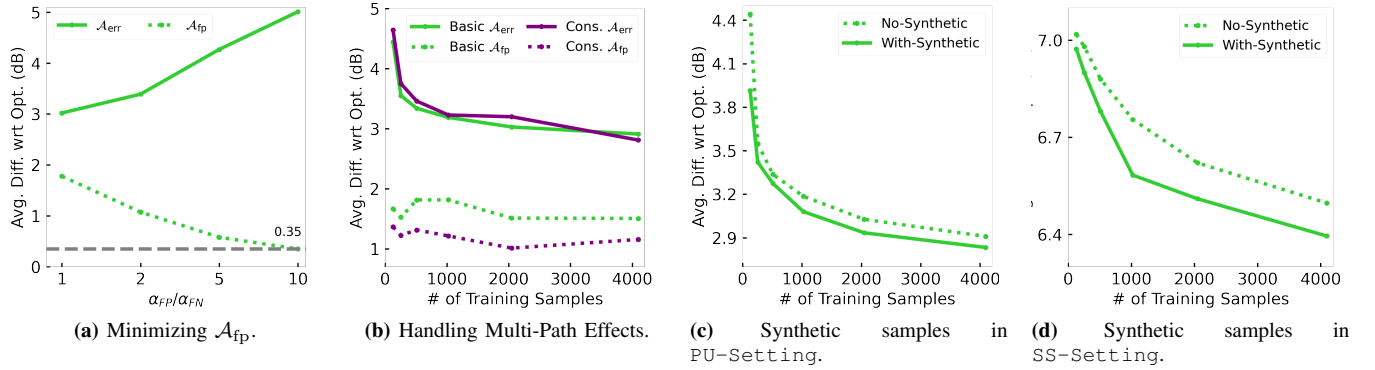 Avg. Diff. wrt Opt. (dB)
5
4
3
2
1
0
𝒜err
𝒜fp
0.35
1 2 5 10
αFP/αFN
(a) Minimizing 𝒜fp.
Avg. Diff. wrt Opt. (dB)
5
4
3
2
1
Basic 𝒜err Cons. 𝒜err
Basic 𝒜fp Cons. 𝒜fp
0 1000 2000 3000 4000
# of Training Samples
(b) Handling Multi-Path Effects.
Avg. Diff. wrt Opt. (dB)
4.4
4.1
3.8
3.5
3.2
2.9
No-Synthetic
With-Synthetic
0 1000 2000 3000 4000
# of Training Samples
(c) Synthetic samples in
PU-Setting.
7.0
6.7
6.4
No-Synthetic
With-Synthetic
0 1000 2000 3000 4000
# of Training Samples
(d) Synthetic samples in
SS-Setting.